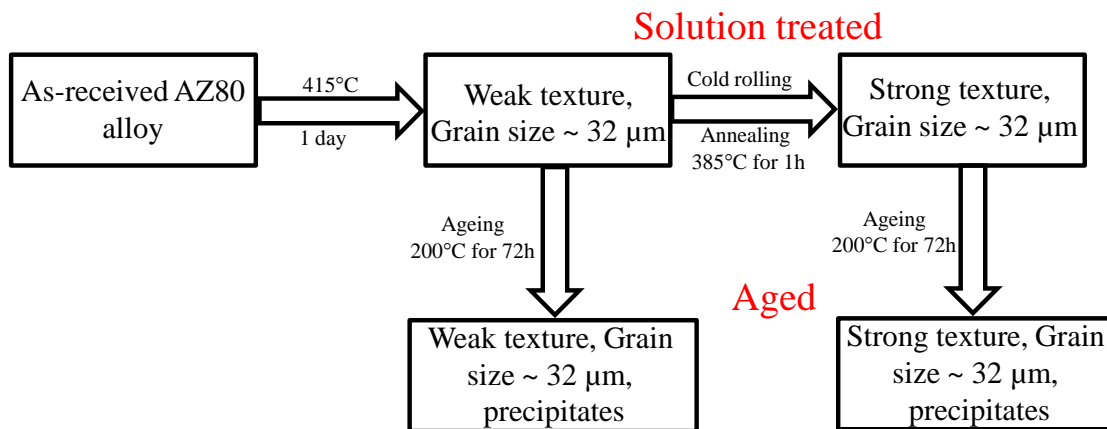 Solution treated
As-received AZ80
alloy
415°C
1 day
Weak texture,
Grain size ~ 32 µm
Cold rolling
Annealing
385°C for 1h
Strong texture,
Grain size ~ 32 µm
Ageing
200°C for 72h
Ageing
200°C for 72h
Aged
Weak texture, Grain
size ~ 32 µm,
precipitates
Strong texture, Grain
size ~ 32 µm,
precipitates